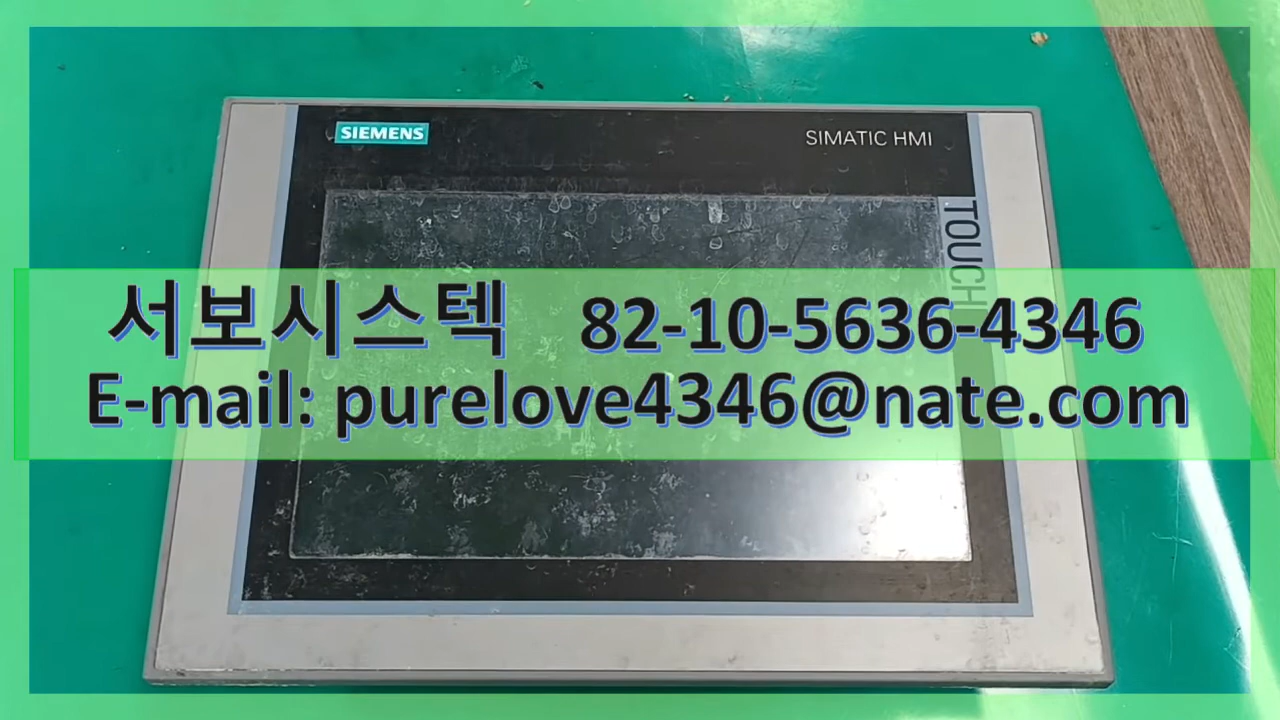 SIEMENS
SIMATIC HMI
TOUCH
서보시스텍 82-10-5636-4346
E-mail: purelove4346@nate.com